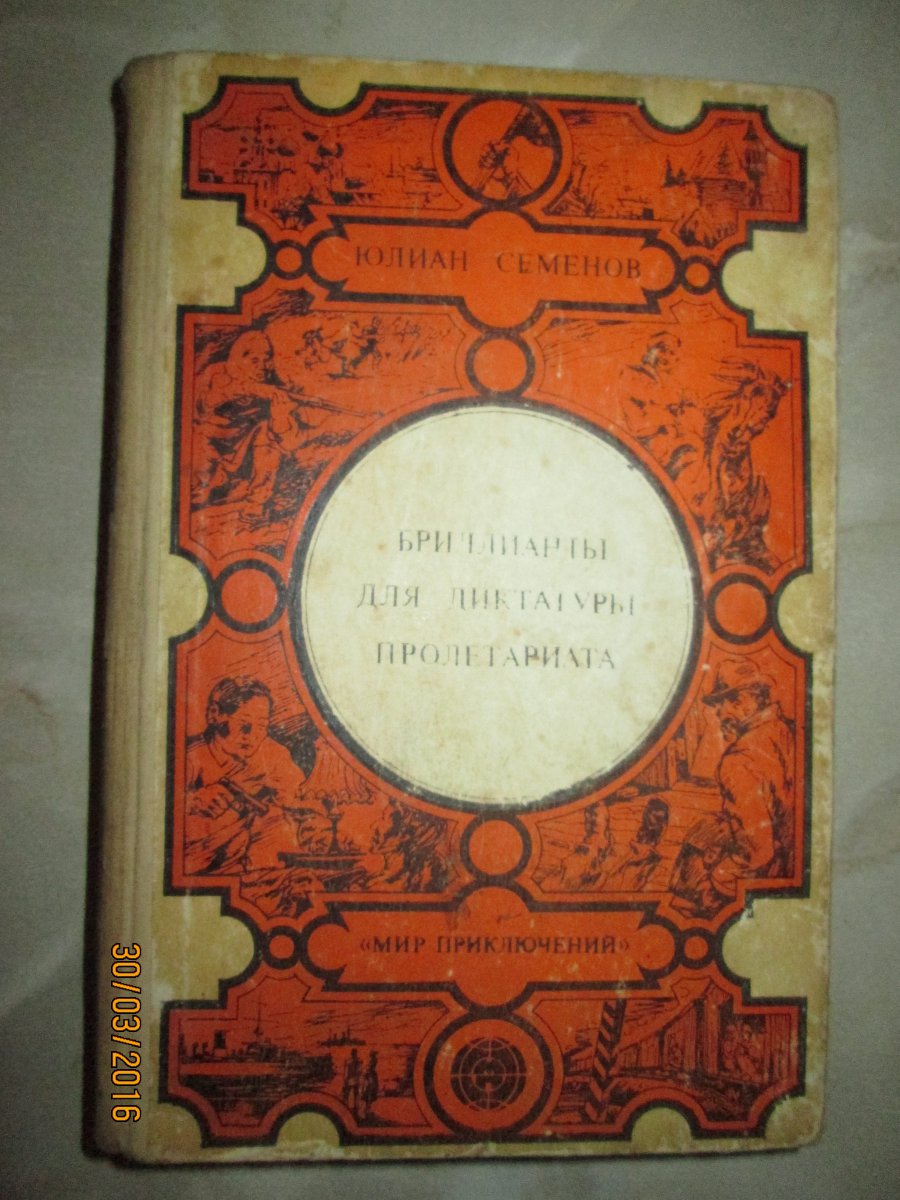 ЮЛИАН СЕМЕНОВ
БРИЛЛИАНТЫ
ДЛЯ ДИКТАТУРЫ
ПРОЛЕТАРИАТА
«МИР ПРИКЛЮЧЕНИЙ»
30/03/2016